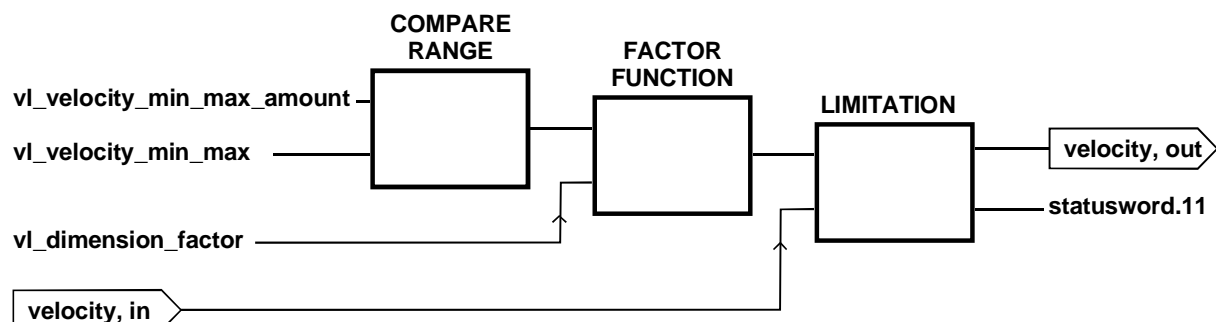 COMPARE
RANGE
FACTOR
FUNCTION
LIMITATION
vl_velocity_min_max_amount
vl_velocity_min_max
velocity, out
statusword.11
vl_dimension_factor
velocity, in